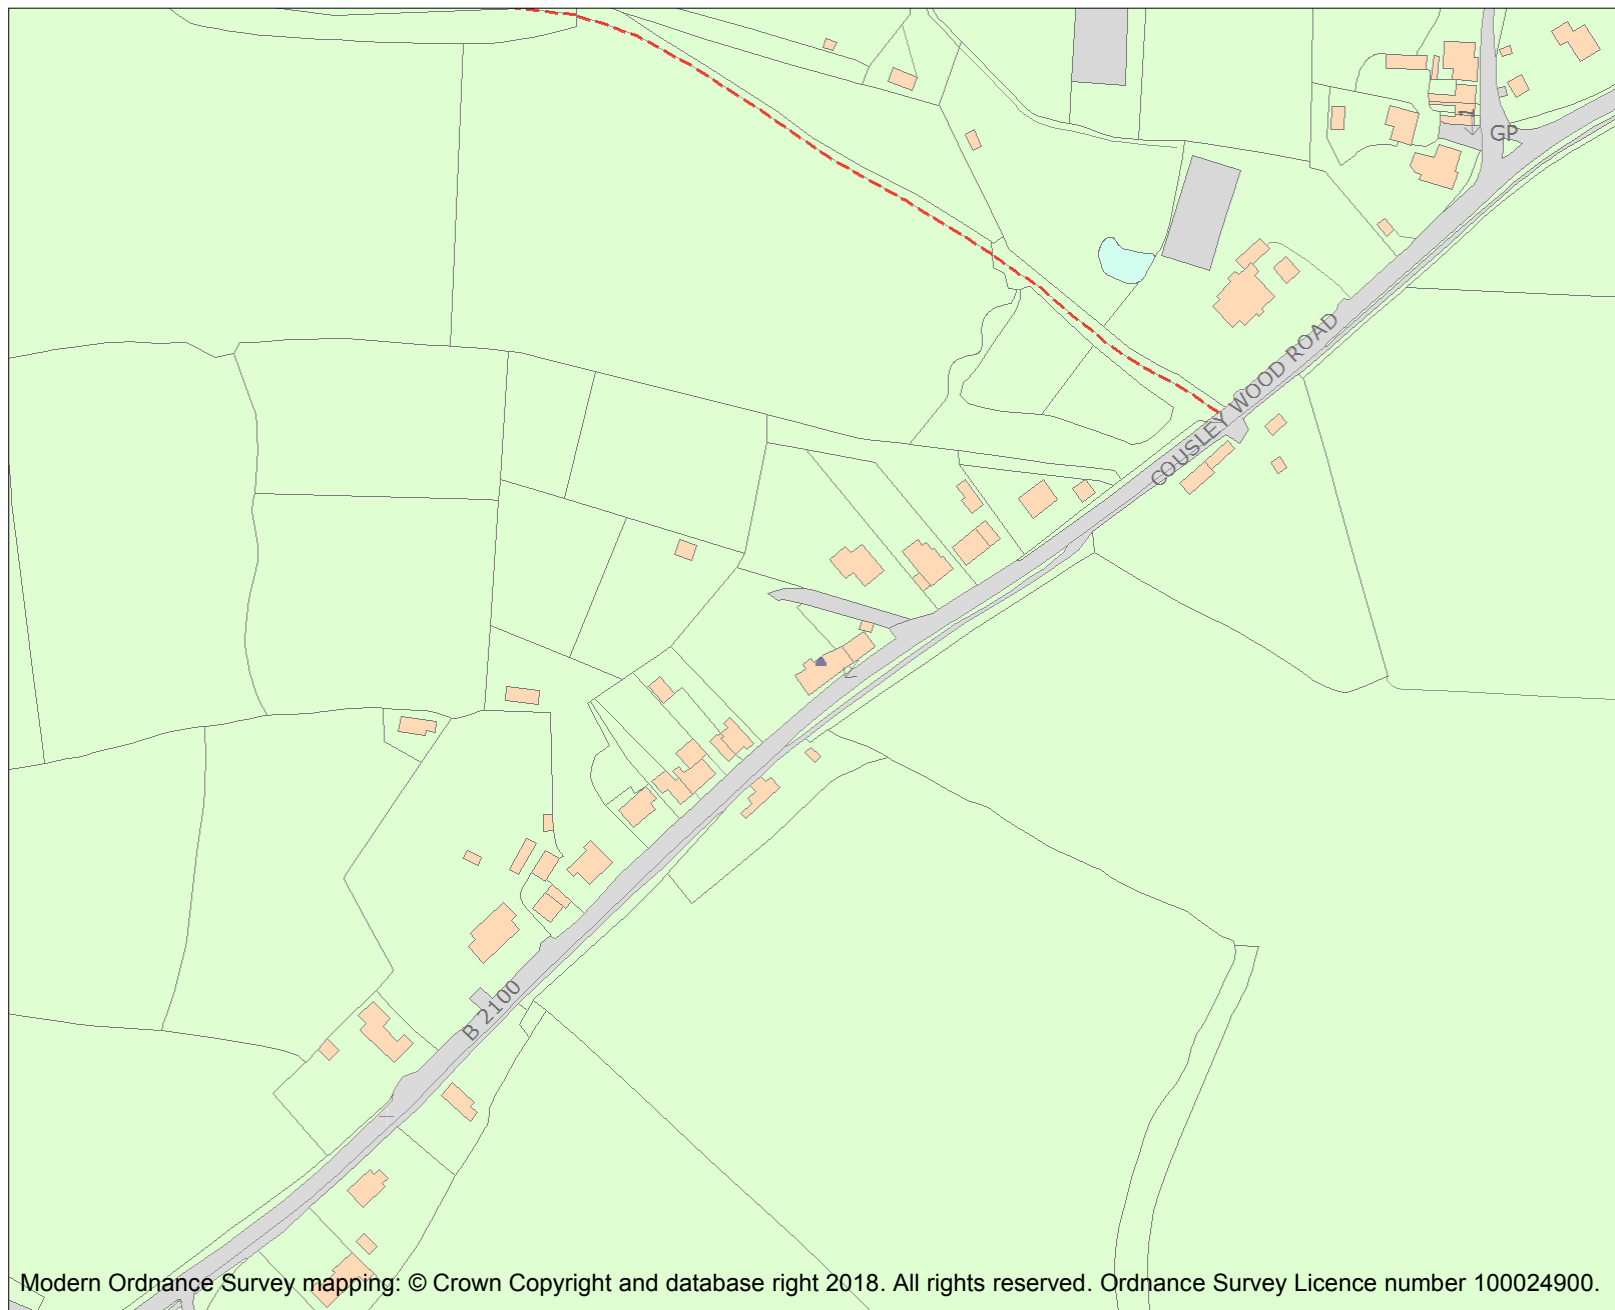 GP
COUSLEY WOOD ROAD
B 2100
Modern Ordnance Survey mapping: © Crown Copyright and database right 2018. All rights reserved. Ordnance Survey Licence number 100024900.